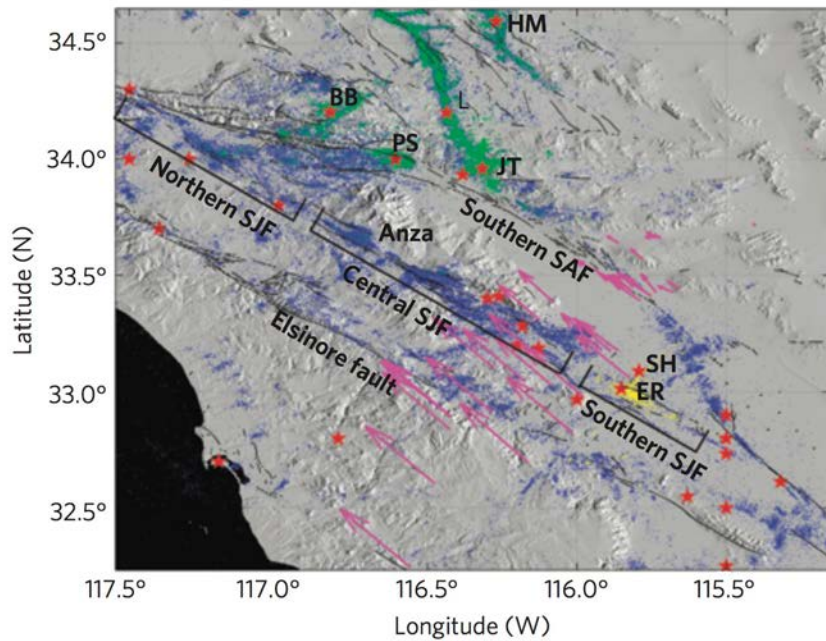 34.5°
34.0°
33.5°
33.0°
32.5°
Latitude (N)
117.5°
117.0°
116.5°
116.0°
115.5°
Longitude (W)
HM
BB
L
PS
JT
Northern SJF
Anza
Southern SAF
Central SJF
Elsinore fault
SH
ER
Southern SJF